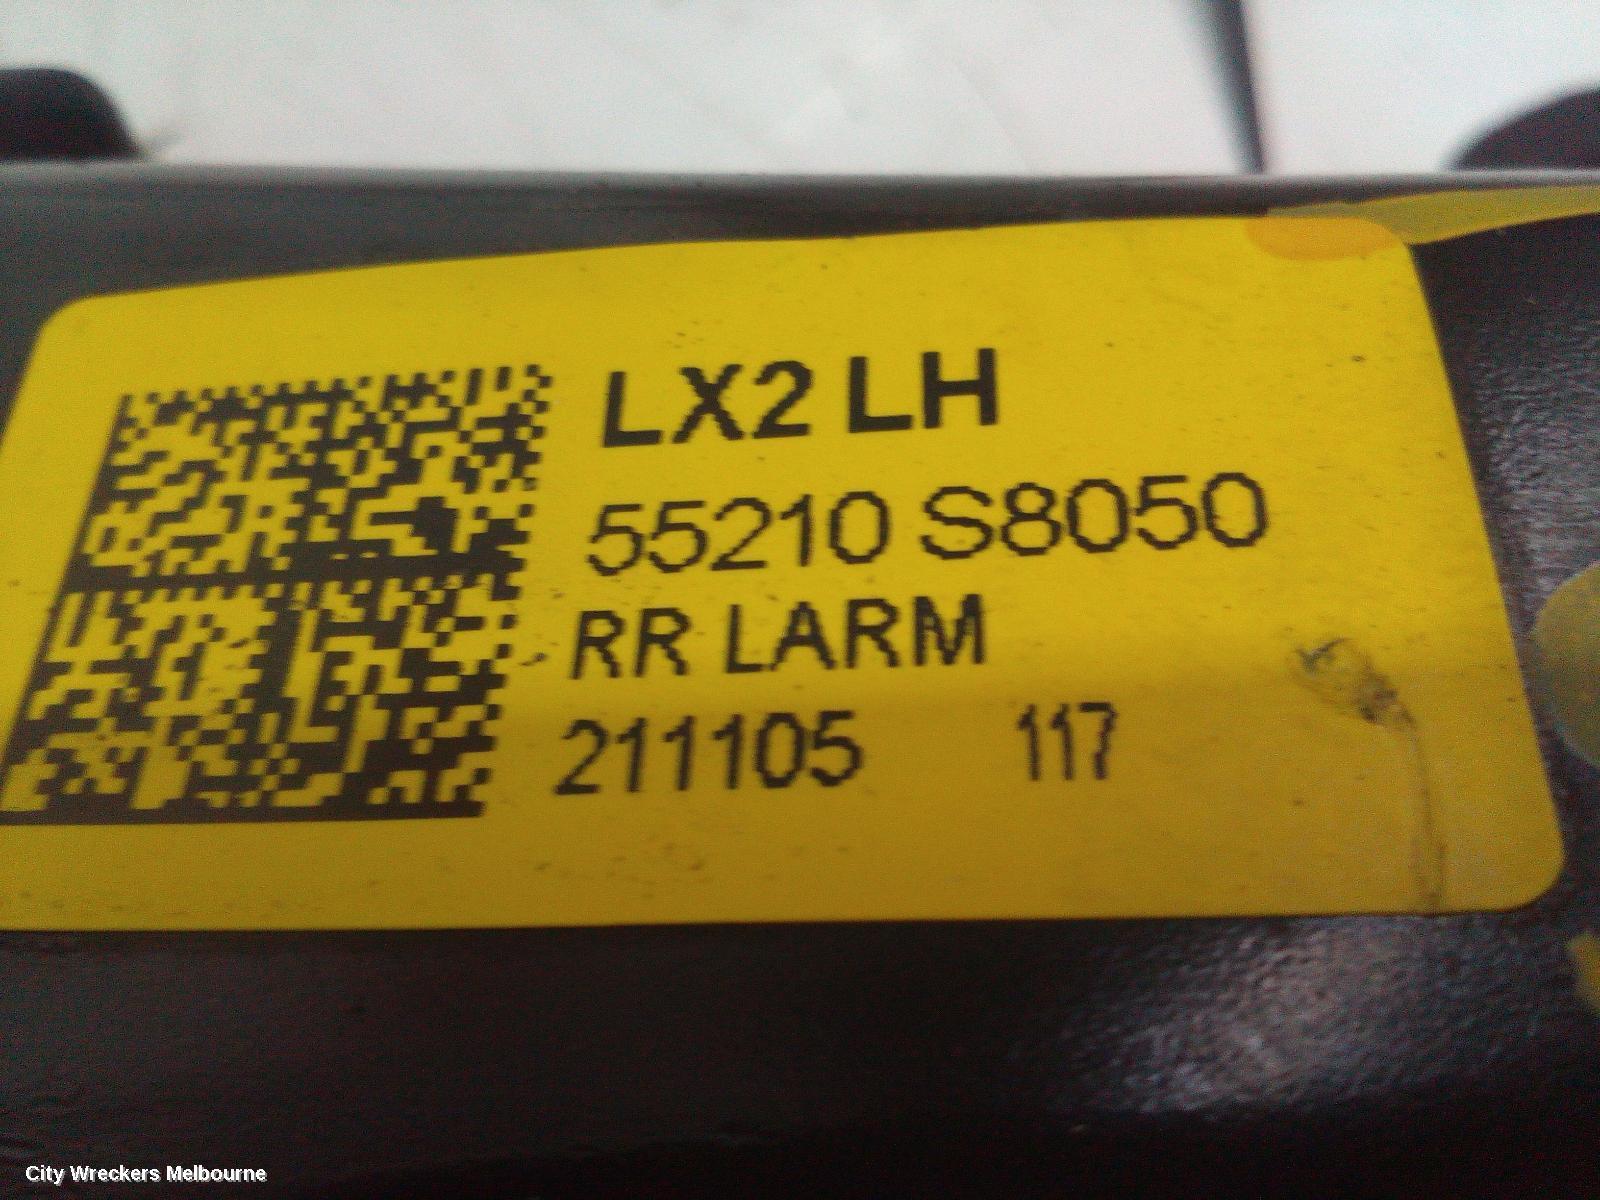 LX2 LH
55210 S8050
RR LARM
211105 117
City Wreckers Melbourne